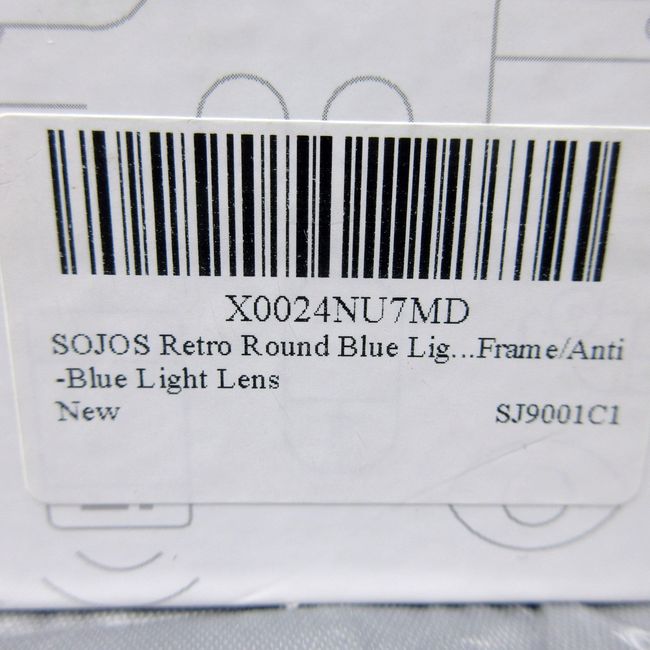 X0024NU7MD
SOJOS Retro Round Blue Lig...Frame/Anti
-Blue Light Lens
New SJ9001C1